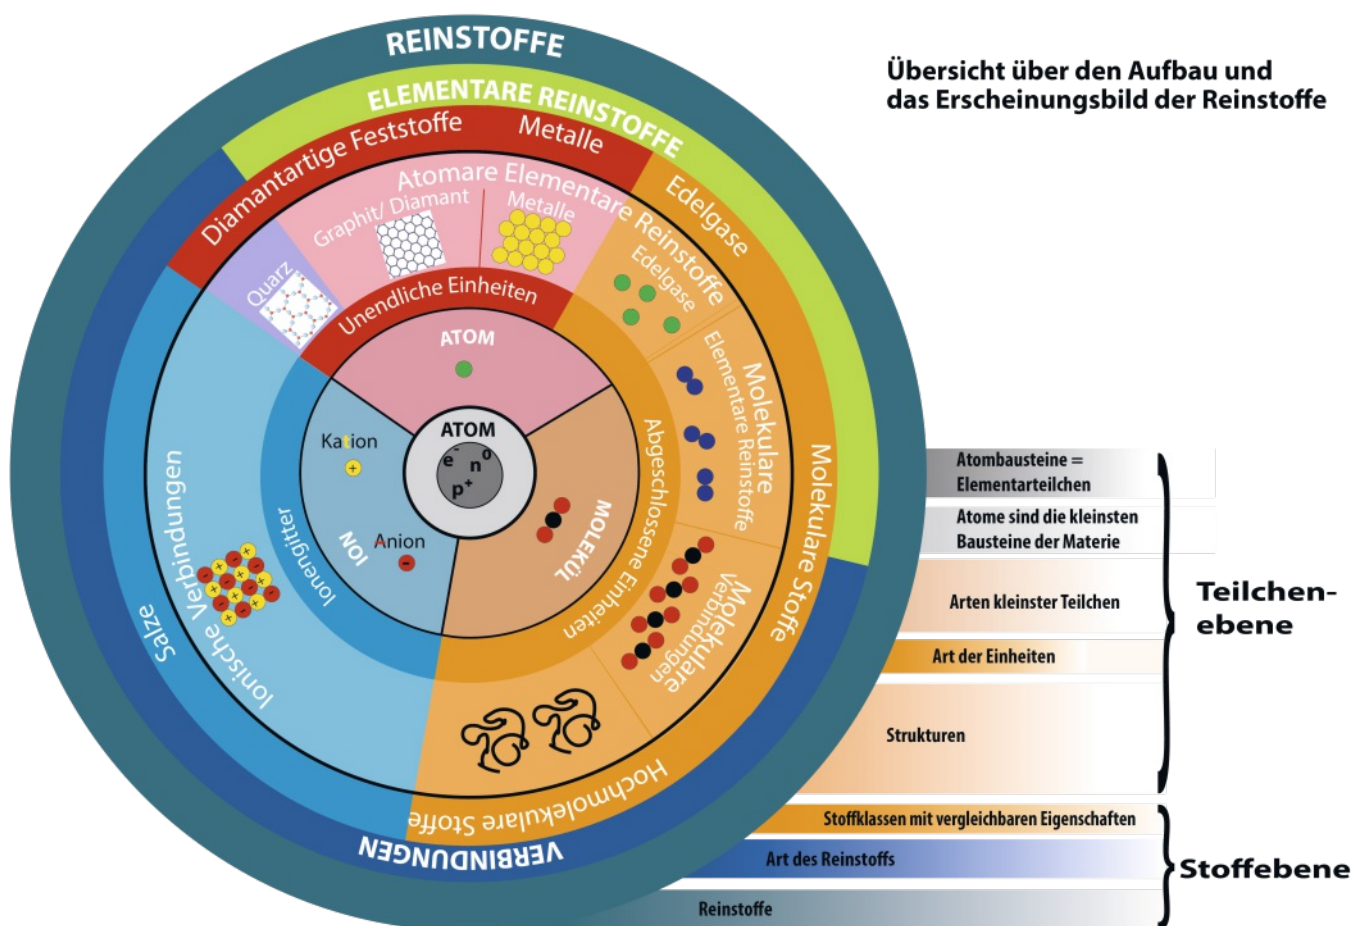 REINSTOFFE
Übersicht über den Aufbau und
das Erscheinungsbild der Reinstoffe
ELEMENTARE REINSTOFFE
Diamantartige Feststoffe
Metalle
Edelgase
Molekulare Stoffe
Hochmolekulare Stoffe
Salze
VERBINDUNGEN
Atomare Elementare Reinstoffe
Quarz
Graphit/ Diamant
Metalle
Edelgase
Molekulare
Elementare Reinstoffe
Molekulare
Verbindungen
Ionische Verbindungen
Unendliche Einheiten
Abgeschlossene Einheiten
Ionengitter
ATOM
Kation
+
Anion
-
ION
MOLEKÜL
ATOM
e-
n0
p+
Atombausteine =
Elementarteilchen
Atome sind die kleinsten
Bausteine der Materie
Arten kleinster Teilchen
Art der Einheiten
Strukturen
Teilchen-
ebene
Stoffklassen mit vergleichbaren Eigenschaften
Art des Reinstoffs
Reinstoffe
Stoffebene